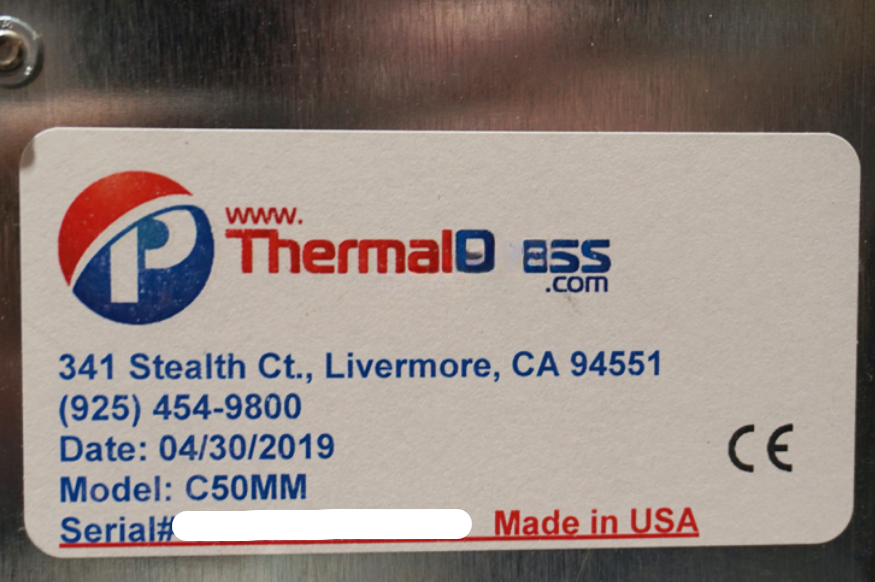 P
www.
.com
341 Stealth Ct., Livermore, CA 94551
(925) 454-9800
Date: 04/30/2019
Model: C50MM
CE
Serial# Made in USA